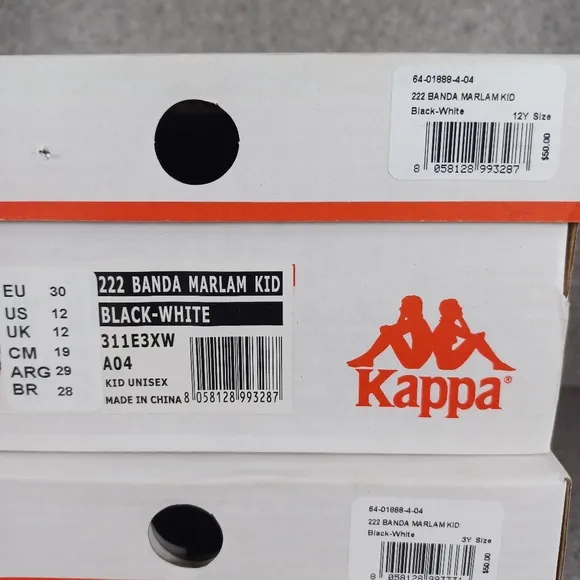 64-01888-4-04
222 BANDA MARLAM KID
Black-White
12Y Size
$50.00
8 058128 993287
EU 30
US 12
UK 12
CM 19
ARG 29
BR 28
222 BANDA MARLAM KID
BLACK-WHITE
311E3XW
A04
KID UNISEX
MADE IN CHINA
8 058128 993287
Kappa®
64-01888-4-04
222 BANDA MARLAM KID
Black-White
3Y Size
$50.00